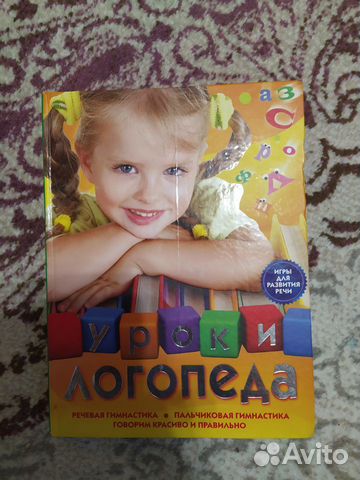 а З
С
р о
ф Д
ИГРЫ
ДЛЯ
РАЗВИТИЯ
РЕЧИ
уроки
ЛОГОПЕДА
РЕЧЕВАЯ ГИМНАСТИКА • ПАЛЬЧИКОВАЯ ГИМНАСТИКА
ГОВОРИМ КРАСИВО И ПРАВИЛЬНО
Avito